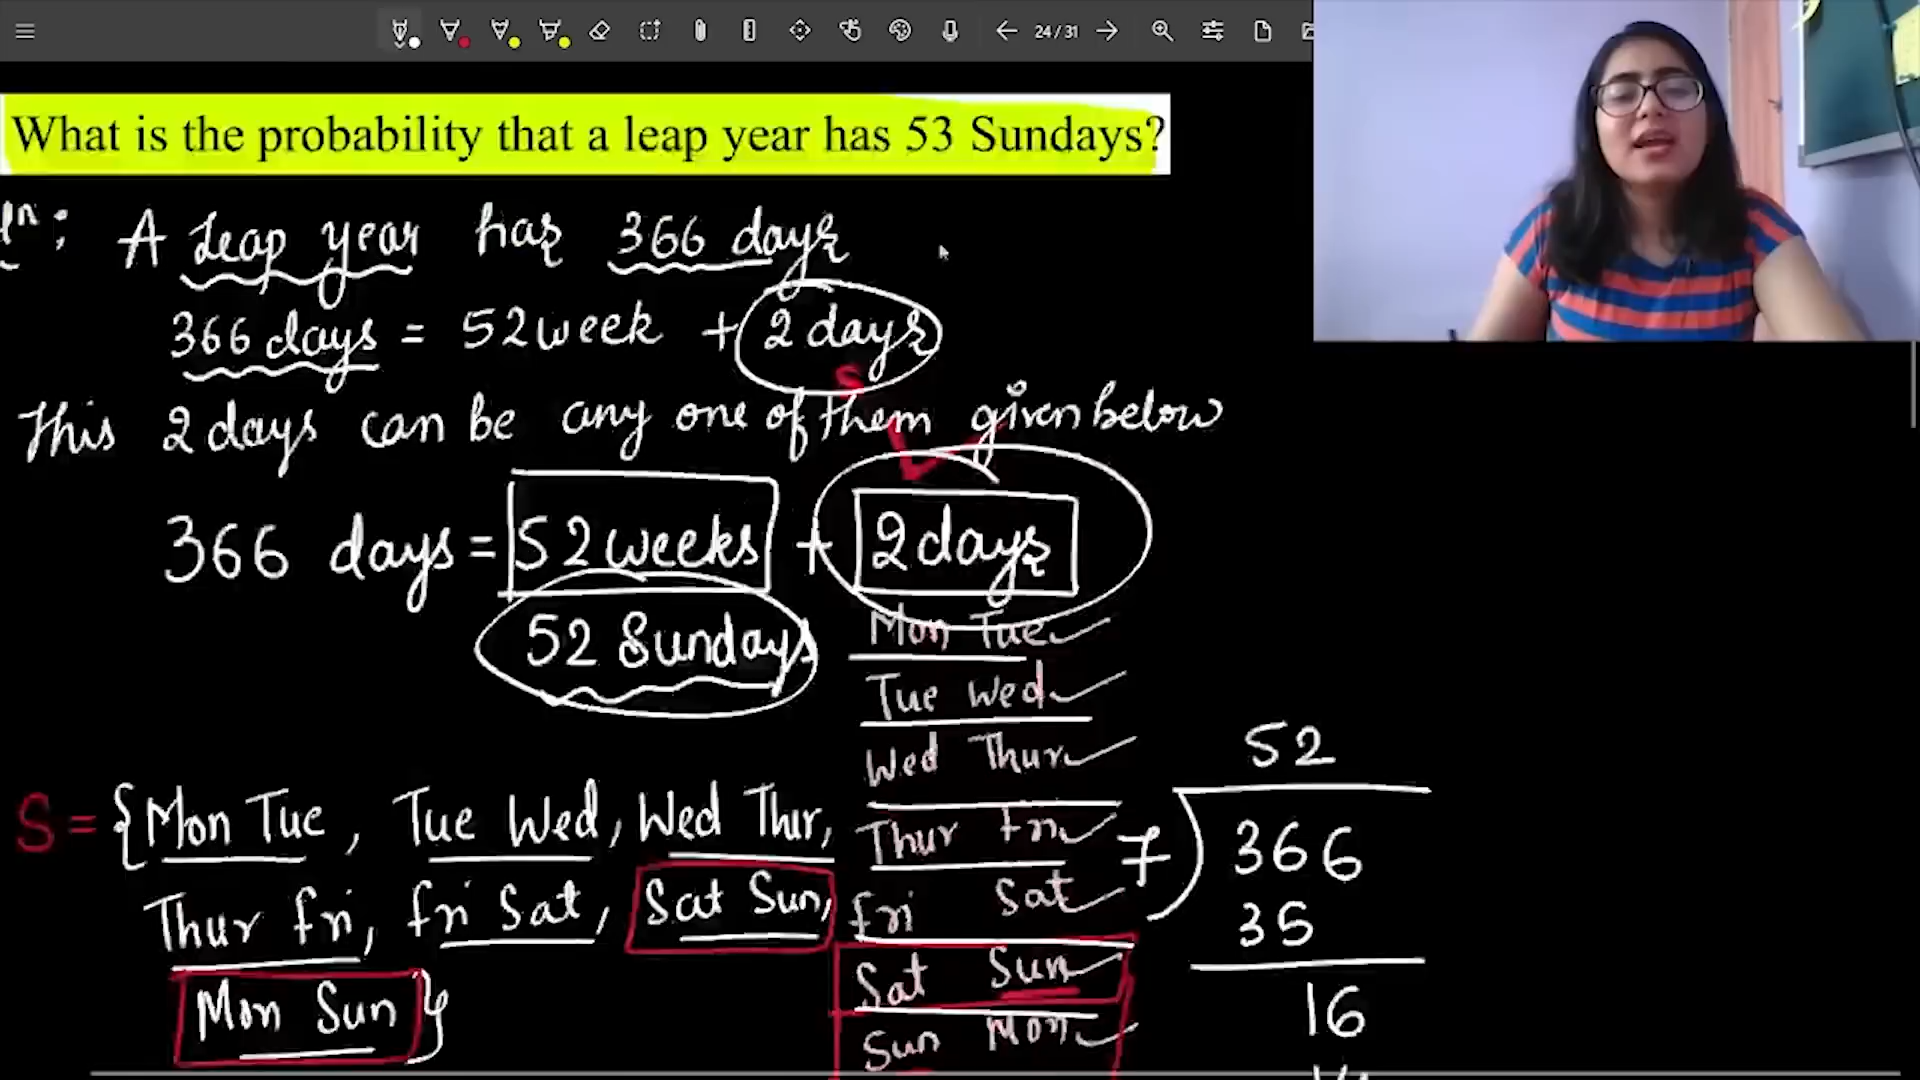 24/31
What is the probability that a leap year has 53 Sundays?
lⁿ: A Leap year has 366 days
366 days = 52 week + 2 days
This 2 days can be any one of them given below
366 days = 52 weeks + 2 days
52 Sundays
Mon Tue
Tue Wed
Wed Thur
Thur Fri
Fri Sat
Sat Sun
Sun Mon
S = {Mon Tue, Tue Wed, Wed Thur,
Thur Fri, Fri Sat, Sat Sun,
Mon Sun}
52
7) 366
35
16